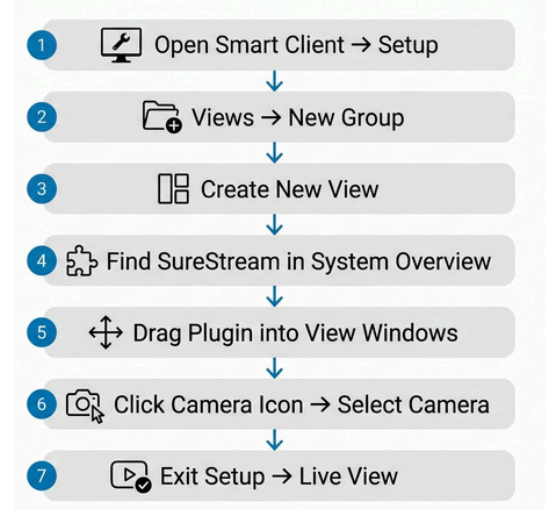 1 Open Smart Client → Setup
2 Views → New Group
3 Create New View
4 Find SureStream in System Overview
5 Drag Plugin into View Windows
6 Click Camera Icon → Select Camera
7 Exit Setup → Live View